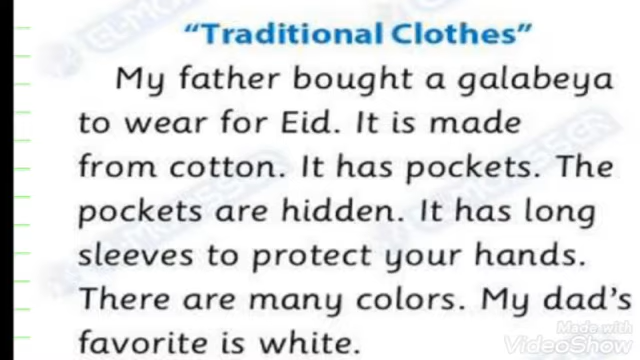 “Traditional Clothes”
My father bought a galabeya
to wear for Eid. It is made
from cotton. It has pockets. The
pockets are hidden. It has long
sleeves to protect your hands.
There are many colors. My dad’s
favorite is white.
Made with
VideoShow